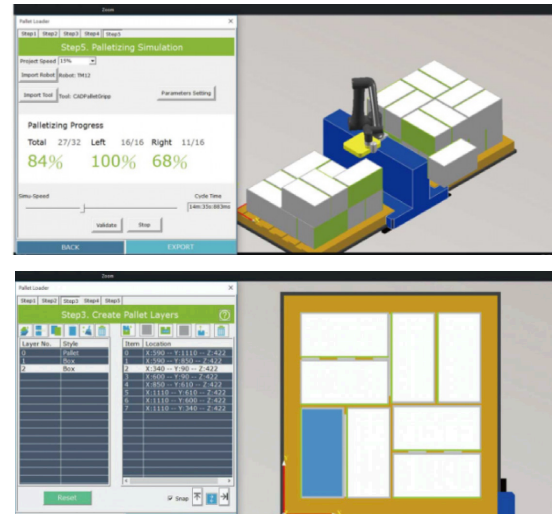 Zoom
Pallet Loader
Step1 Step2 Step3 Step4 Step5
Step5. Palletizing Simulation
Project Speed 15%
Import Robot Robot: TM12
Import Tool Tool: CADPalletGripp Parameters Setting
Palletizing Progress
Total 27/32 Left 16/16 Right 11/16
84% 100% 68%
Simu-Speed Cycle Time
14m:35s:663ms
Validate Stop
BACK EXPORT
Zoom
Pallet Loader
Step1 Step2 Step3 Step4 Step5
Step3. Create Pallet Layers
Layer No. Style Item Location
0 Pallet 0 X:590 -- Y:1110 -- Z:422
1 Box 1 X:590 -- Y:850 -- Z:422
2 Box 2 X:340 -- Y:90 -- Z:422
3 X:600 -- Y:90 -- Z:422
4 X:850 -- Y:610 -- Z:422
5 X:1110 -- Y:610 -- Z:422
6 X:1110 -- Y:600 -- Z:422
7 X:1110 -- Y:340 -- Z:422
Reset Snap